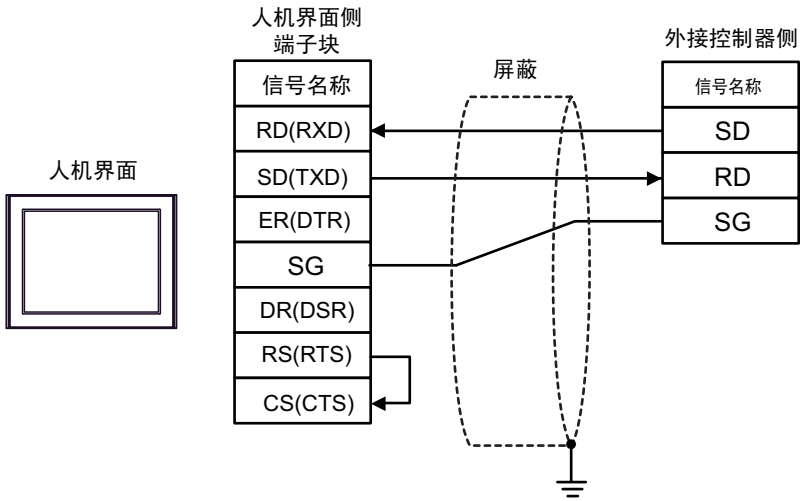 人机界面侧
端子块
外接控制器侧
信号名称
屏蔽
信号名称
RD(RXD)
SD
人机界面
SD(TXD)
RD
ER(DTR)
SG
SG
DR(DSR)
RS(RTS)
CS(CTS)